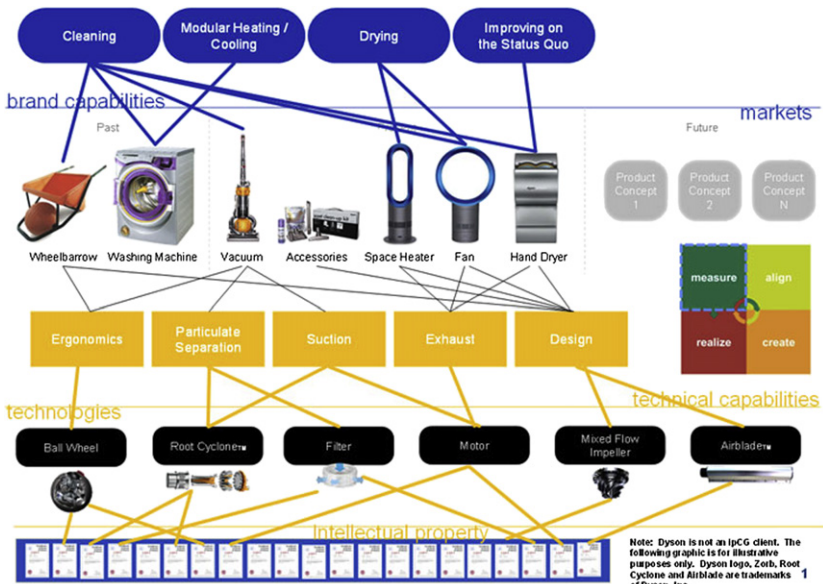 Cleaning
Modular Heating /
Cooling
Drying
Improving on
the Status Quo
brand capabilities
markets
Past
Future
Product
Concept
1
Product
Concept
2
Product
Concept
N
Wheelbarrow
Washing Machine
Vacuum
Accessories
Space Heater
Fan
Hand Dryer
measure
align
realize
create
Ergonomics
Particulate
Separation
Suction
Exhaust
Design
technologies
technical capabilities
Ball Wheel
Root Cyclone™
Filter
Motor
Mixed Flow
Impeller
Airblade™
Intellectual property
Note: Dyson is not an ipCG client. The
following graphic is for illustrative
purposes only. Dyson logo, Zorb, Root
Cyclone and Airblade are trademarks
1